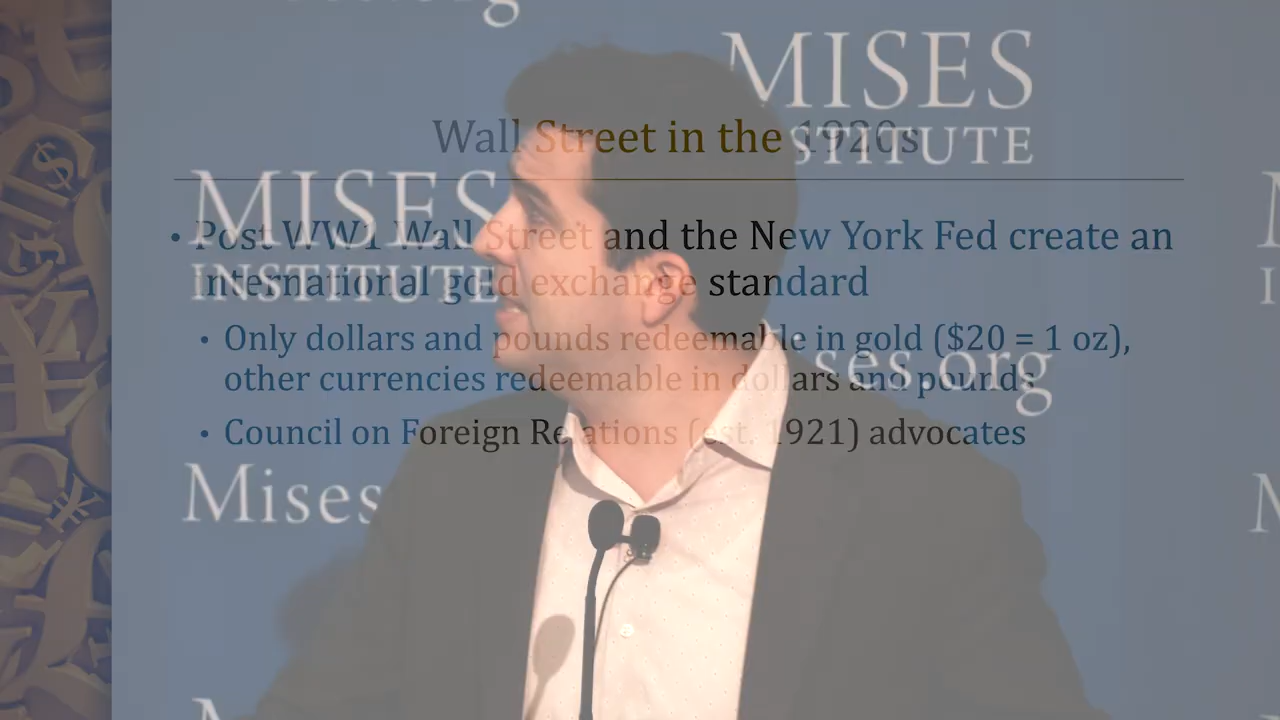 MISES
INSTITUTE
Wall Street in the 1920s
MISES
INSTITUTE
• Post WW1 Wall Street and the New York Fed create an
international gold exchange standard
• Only dollars and pounds redeemable in gold ($20 = 1 oz),
other currencies redeemable in dollars and pounds
ses.org
• Council on Foreign Relations (est. 1921) advocates
Mises